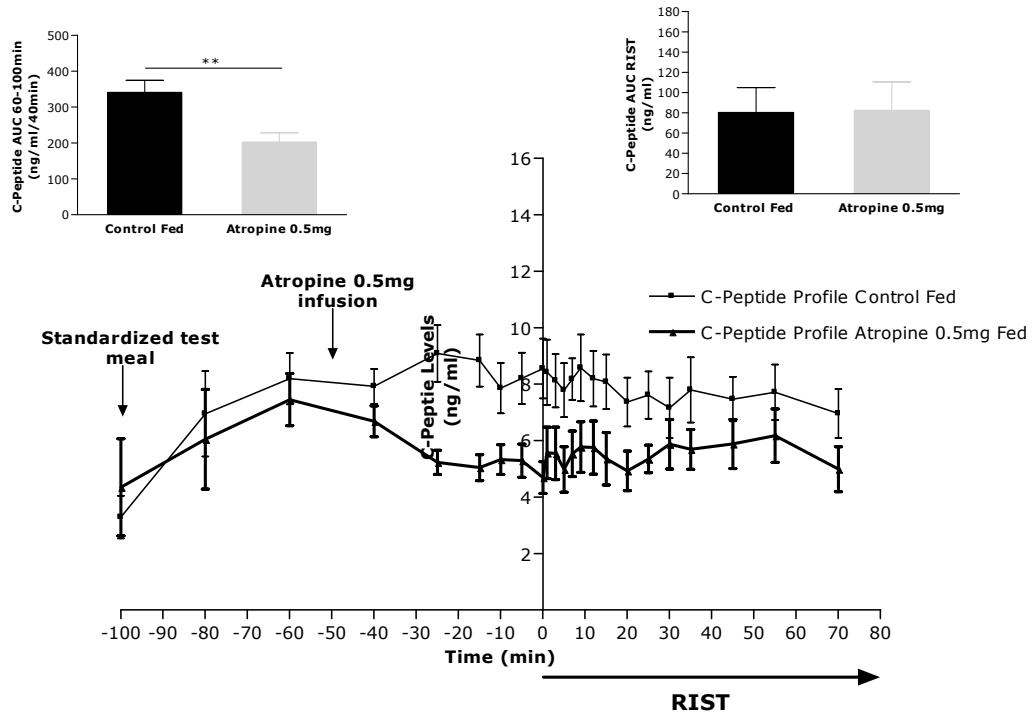 C-Peptide AUC 60-100min
(ng/ml/40min)
500
400
300
200
100
0
**
Control Fed
Atropine 0.5mg
C-Peptide AUC RIST
(ng/ml)
180
160
140
120
100
80
60
40
20
0
Control Fed
Atropine 0.5mg
Standardized test
meal
Atropine 0.5mg
infusion
C-Peptie Levels
(ng/ml)
16
14
12
10
8
6
4
2
C-Peptide Profile Control Fed
C-Peptide Profile Atropine 0.5mg Fed
-100 -90 -80 -70 -60 -50 -40 -30 -20 -10 0 10 20 30 40 50 60 70 80
Time (min)
RIST